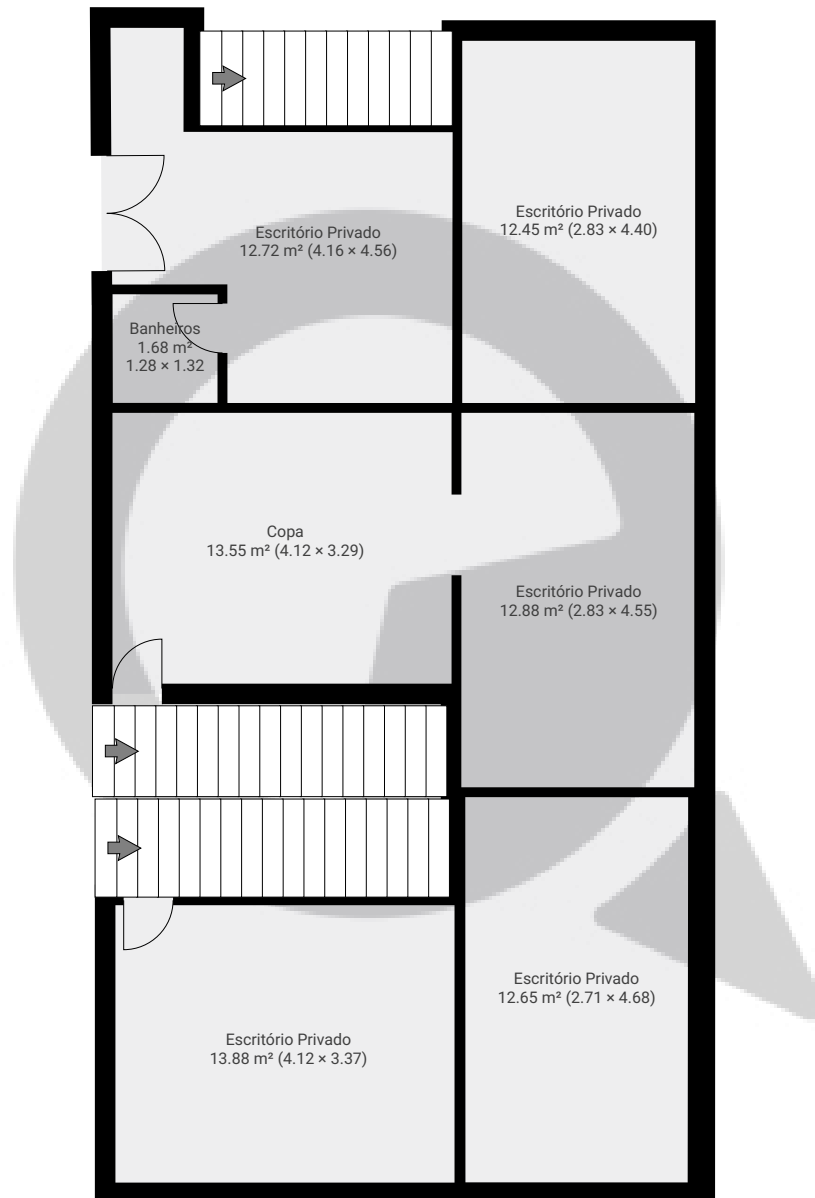 Escritório Privado
12.72 m² (4.16 × 4.56)
Escritório Privado
12.45 m² (2.83 × 4.40)
Banheiros
1.68 m²
1.28 × 1.32
Copa
13.55 m² (4.12 × 3.29)
Escritório Privado
12.88 m² (2.83 × 4.55)
Escritório Privado
12.65 m² (2.71 × 4.68)
Escritório Privado
13.88 m² (4.12 × 3.37)